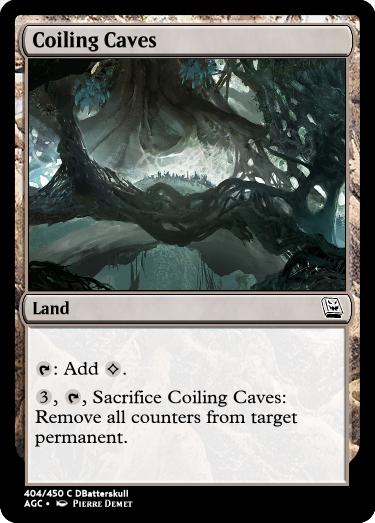 Coiling Caves
Land
: Add .
3, , Sacrifice Coiling Caves:
Remove all counters from target
permanent.
404/450 C DBatterskull
AGC • Pierre Demet